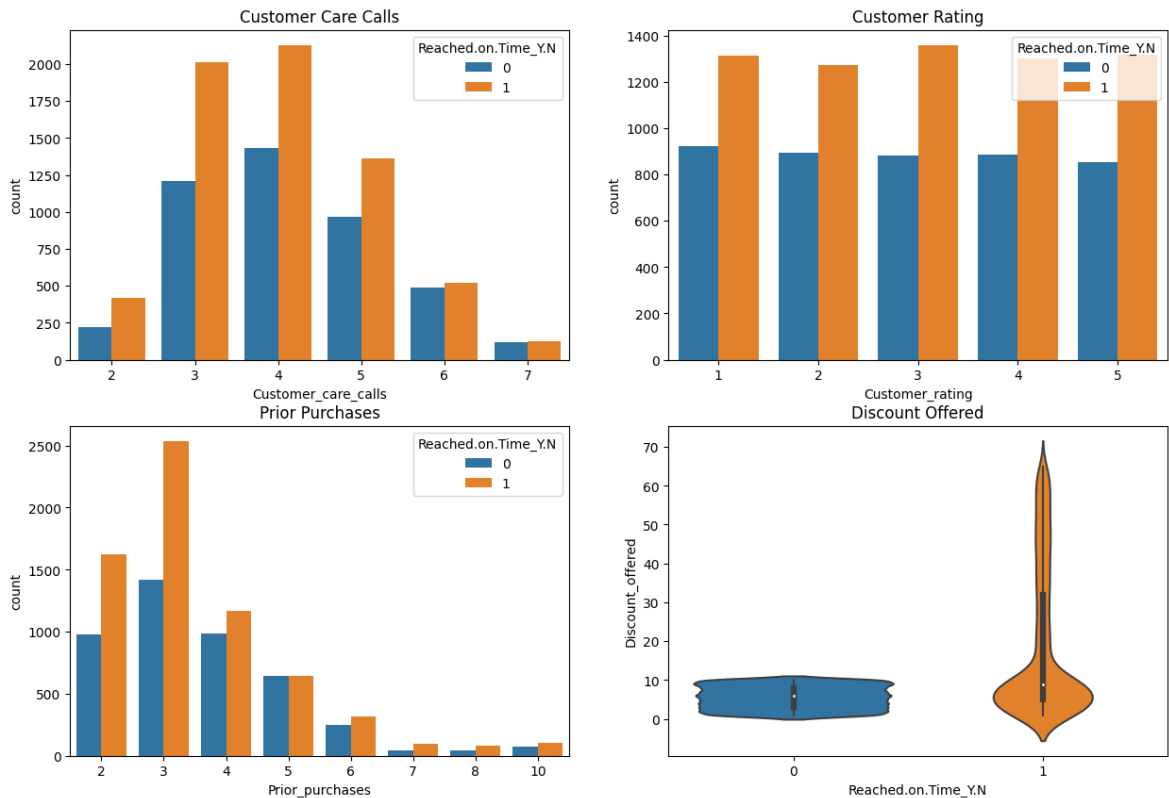 Customer Care Calls
Reached.on.Time_Y.N
0
1
2000
1750
1500
1250
1000
750
500
250
0
count
2 3 4 5 6 7
Customer_care_calls
Customer Rating
Reached.on.Time_Y.N
0
1
1400
1200
1000
800
600
400
200
0
count
1 2 3 4 5
Customer_rating
Prior Purchases
Reached.on.Time_Y.N
0
1
2500
2000
1500
1000
500
0
count
2 3 4 5 6 7 8 10
Prior_purchases
Discount Offered
70
60
50
40
30
20
10
0
Discount_offered
0 1
Reached.on.Time_Y.N